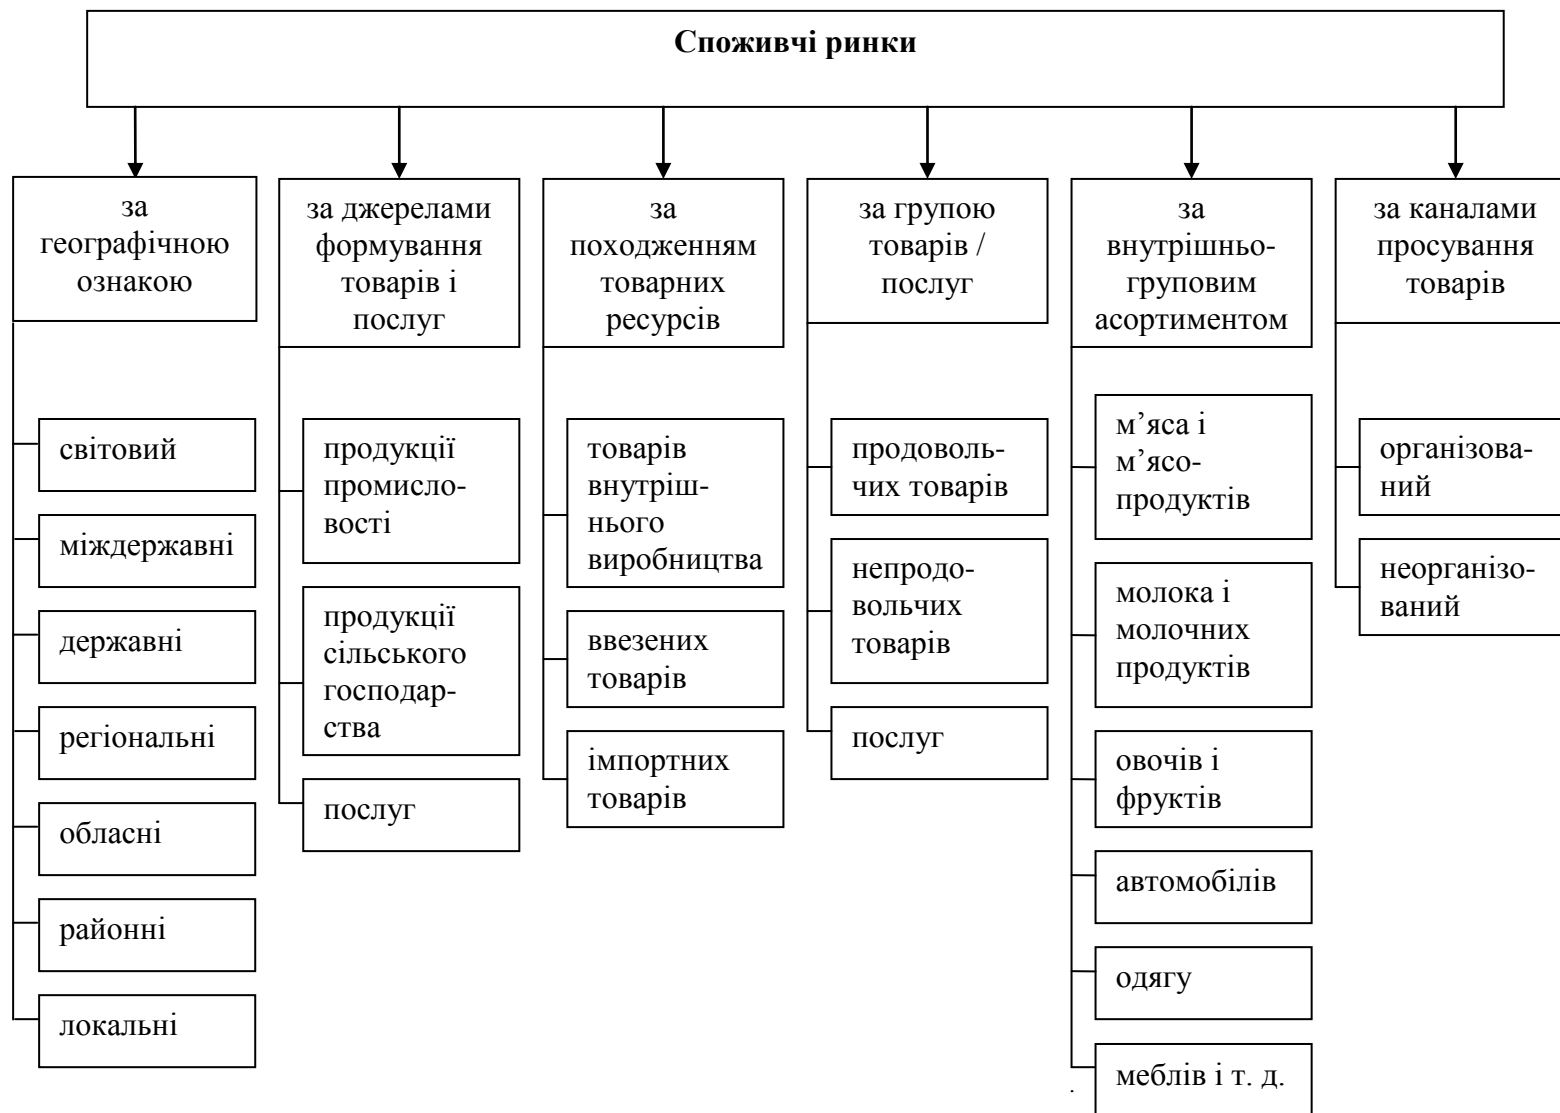 Споживчі ринки
за
географічною
ознакою
світовий
міждержавні
державні
регіональні
обласні
районні
локальні
за джерелами
формування
товарів і
послуг
продукції
промисло-
вості
продукції
сільського
господар-
ства
послуг
за
походженням
товарних
ресурсів
товарів
внутріш-
нього
виробництва
ввезених
товарів
імпортних
товарів
за групою
товарів /
послуг
продоволь-
чих товарів
непродо-
вольчих
товарів
послуг
за
внутрішньо-
груповим
асортиментом
м’яса і
м’ясо-
продуктів
молока і
молочних
продуктів
овочів і
фруктів
автомобілів
одягу
меблів і т. д.
за каналами
просування
товарів
організова-
ний
неорганізо-
ваний